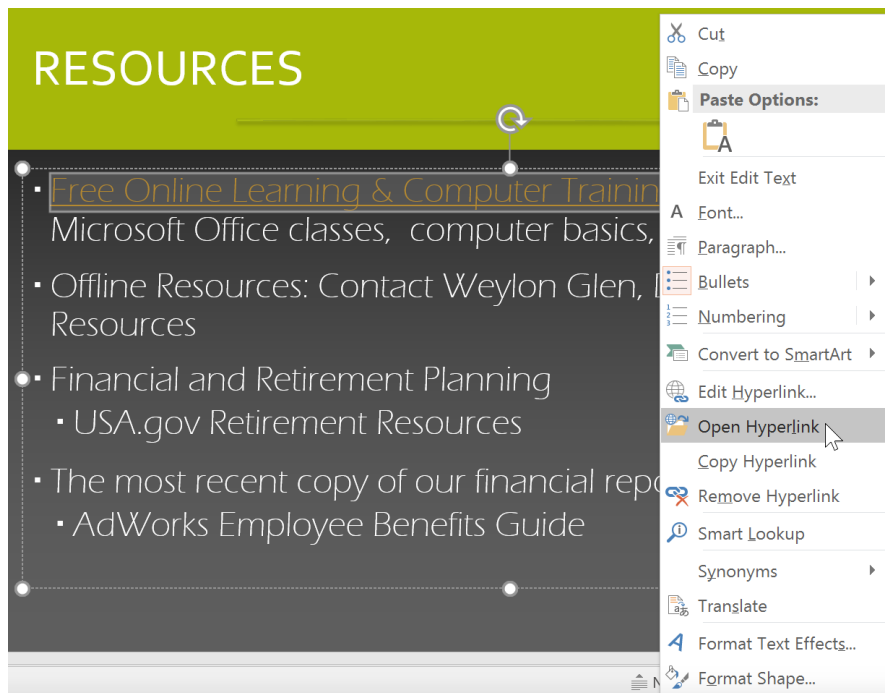 RESOURCES
Free Online Learning & Computer
Microsoft Office classes, computer basics,
Offline Resources: Contact Weylon Glen,
Resources
Financial and Retirement Planning
USA.gov Retirement Resources
The most recent copy of our financial
AdWorks Employee Benefits Guide
Cut
Copy
Paste Options:
A
Exit Edit Text
A Font...
Paragraph...
Bullets
1
2
3
Numbering
Convert to SmartArt
Edit Hyperlink...
Open Hyperlink
Copy Hyperlink
Remove Hyperlink
Smart Lookup
Synonyms
Translate
A Format Text Effects...
Format Shape...